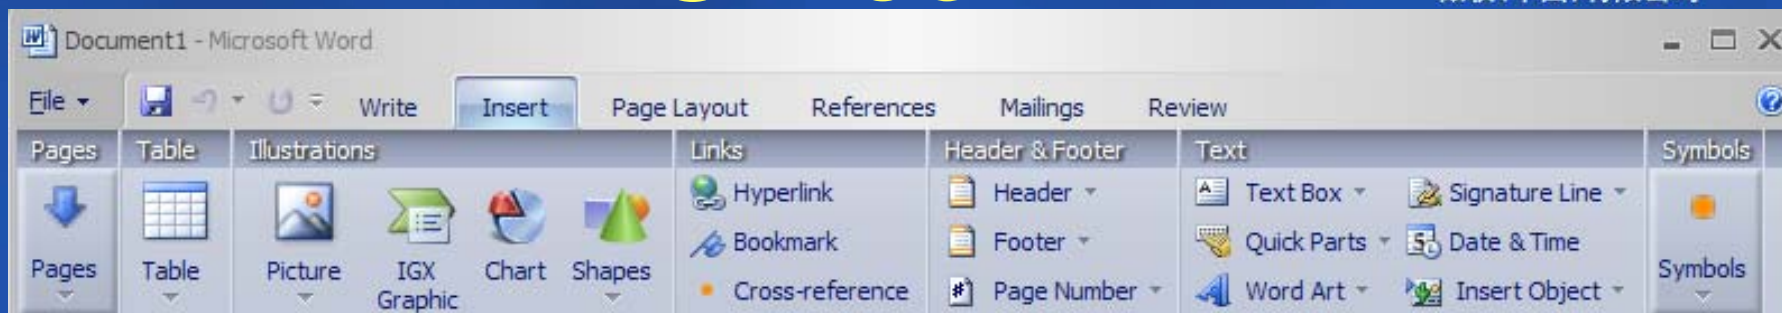 Document1 - Microsoft Word
File Write Insert Page Layout References Mailings Review
Pages Table Illustrations Links Header & Footer Text Symbols
Pages
Table
Picture
IGX
Graphic
Chart
Shapes
Hyperlink
Bookmark
Cross-reference
Header
Footer
Page Number
Text Box
Quick Parts
Word Art
Signature Line
Date & Time
Insert Object
Symbols